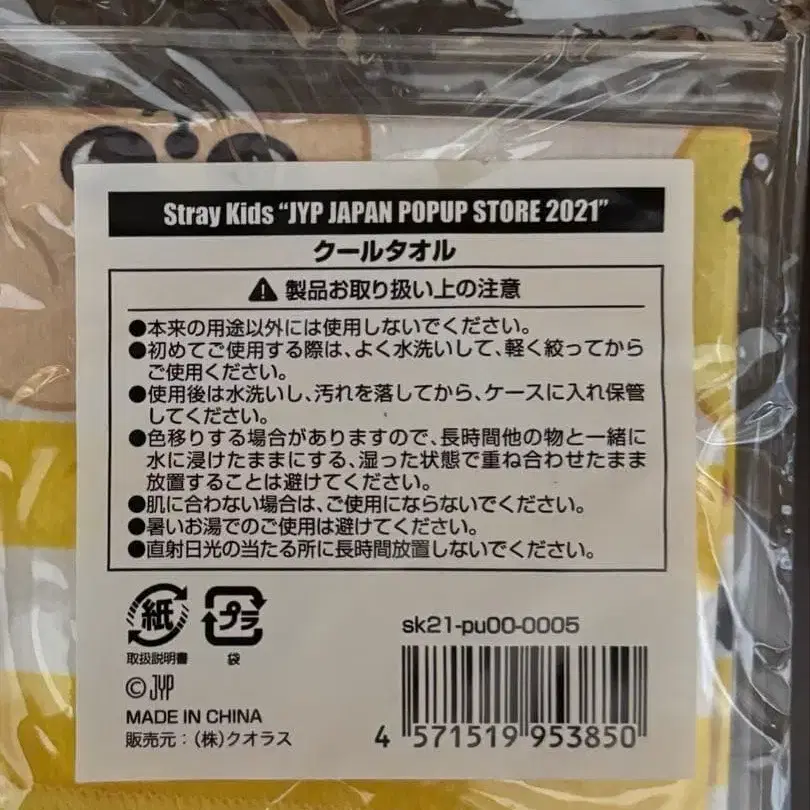 Stray Kids “JYP JAPAN POPUP STORE 2021”
クールタオル
製品お取り扱い上の注意
●本来の用途以外には使用しないでください。
●初めてご使用する際は、よく水洗いして、軽く絞ってから
ご使用ください。
●使用後は水洗いし、汚れを落してから、ケースに入れ保管
してください。
●色移りする場合がありますので、長時間他の物と一緒に
水に浸けたままにする、湿った状態で重ね合わせたまま
放置することは避けてください。
●肌に合わない場合は、ご使用にならないでください。
●暑いお湯でのご使用は避けてください。
●直射日光の当たる所に長時間放置しないでください。
紙 プラ
取扱説明書 袋
sk21-pu00-0005
©JYP
MADE IN CHINA
販売元：(株)クオラス
4 571519 953850